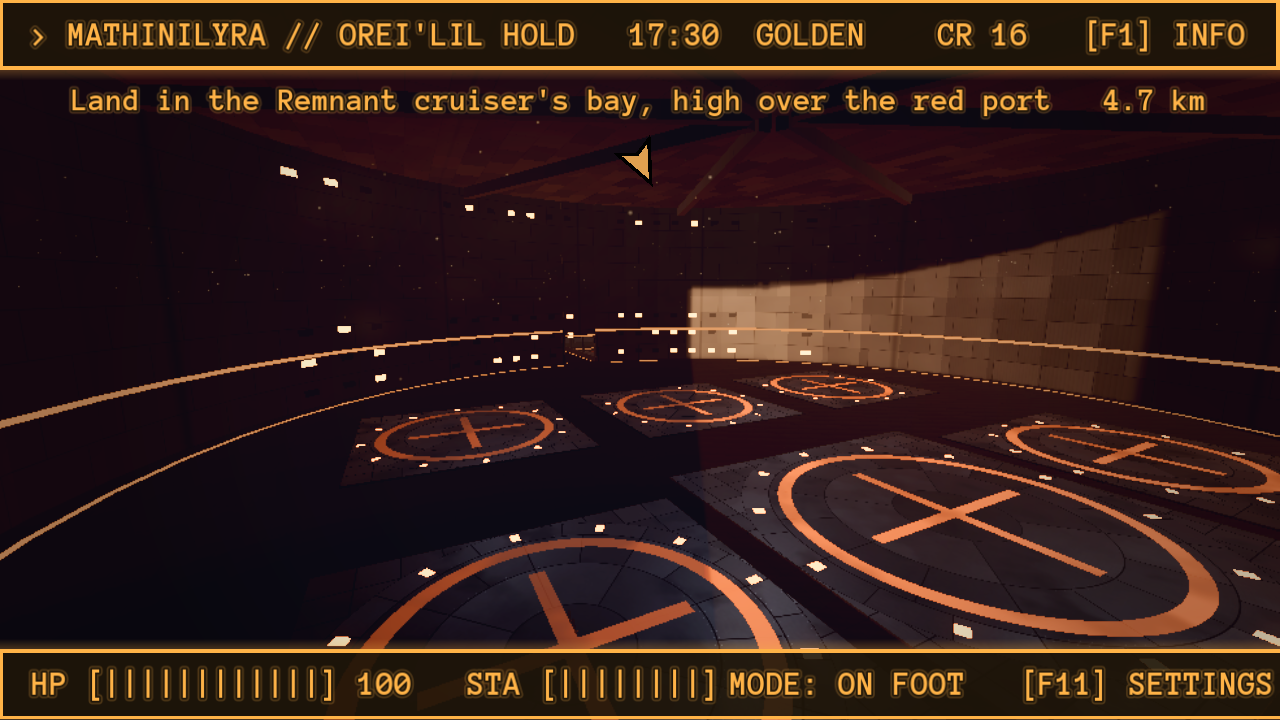 › MATHINILYRA // OREI'LIL HOLD 17:30 GOLDEN CR 16 [F1] INFO
Land in the Remnant cruiser's bay, high over the red port 4.7 km
HP [||||||||||||] 100 STA [||||||||] MODE: ON FOOT [F11] SETTINGS